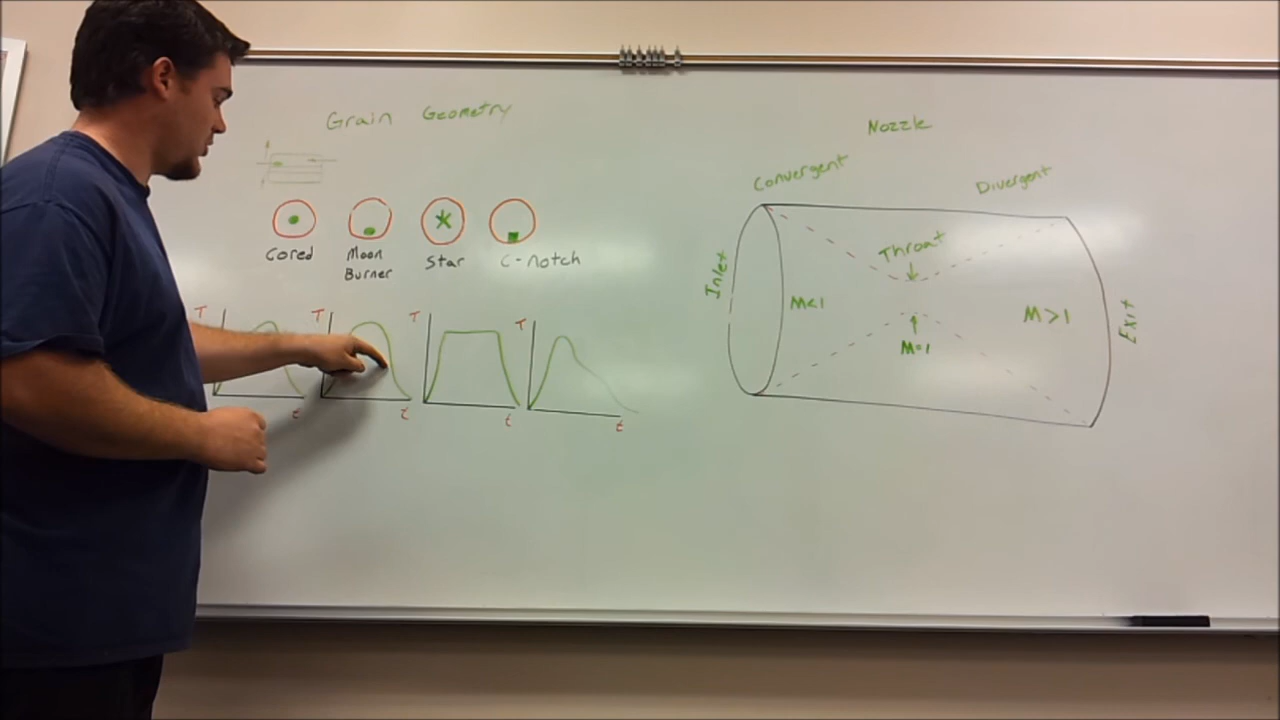 Grain Geometry
Cored
Moon
Burner
Star
C-notch
T
t
T
t
T
t
T
t
Nozzle
Convergent
Divergent
Inlet
Throat
M<1
M=1
M>1
Exit